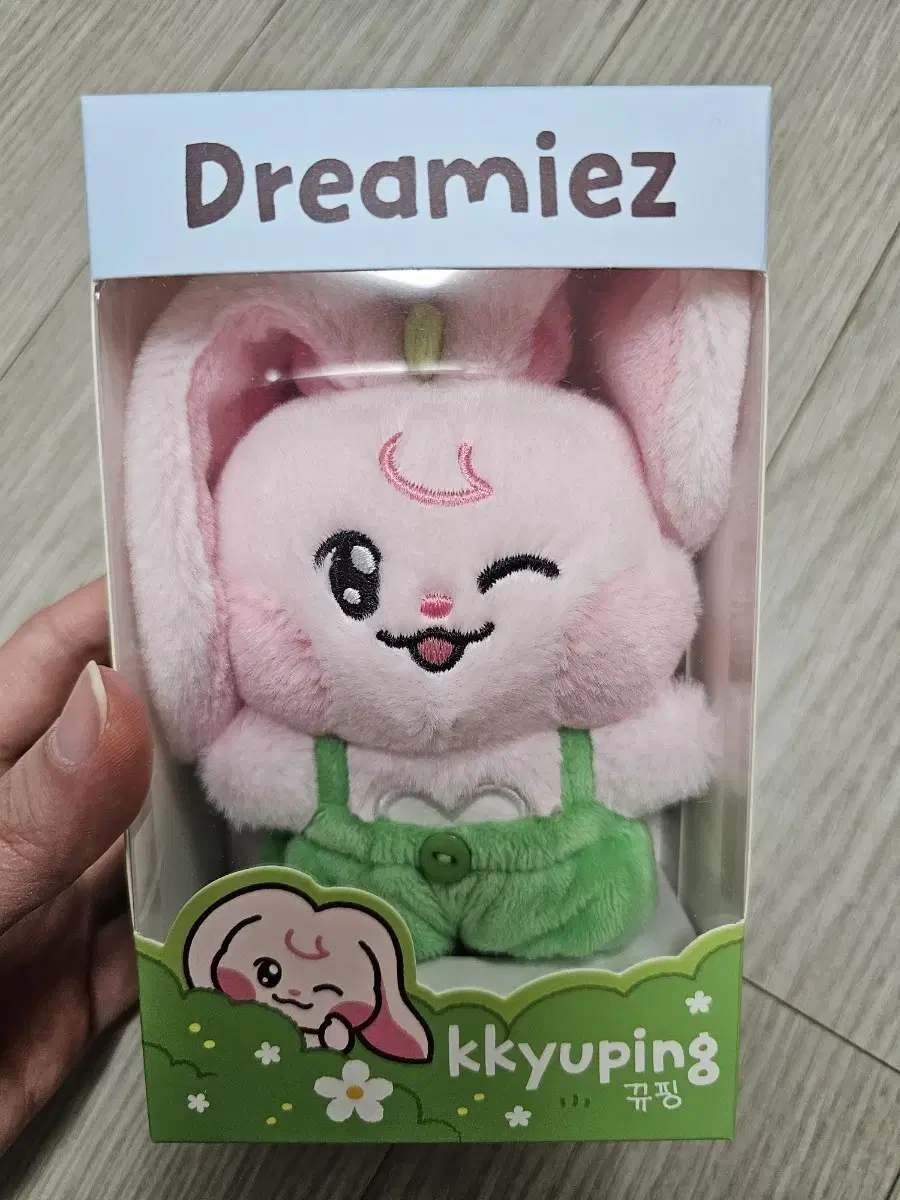 Dreamiez
kkyuping
뀨핑